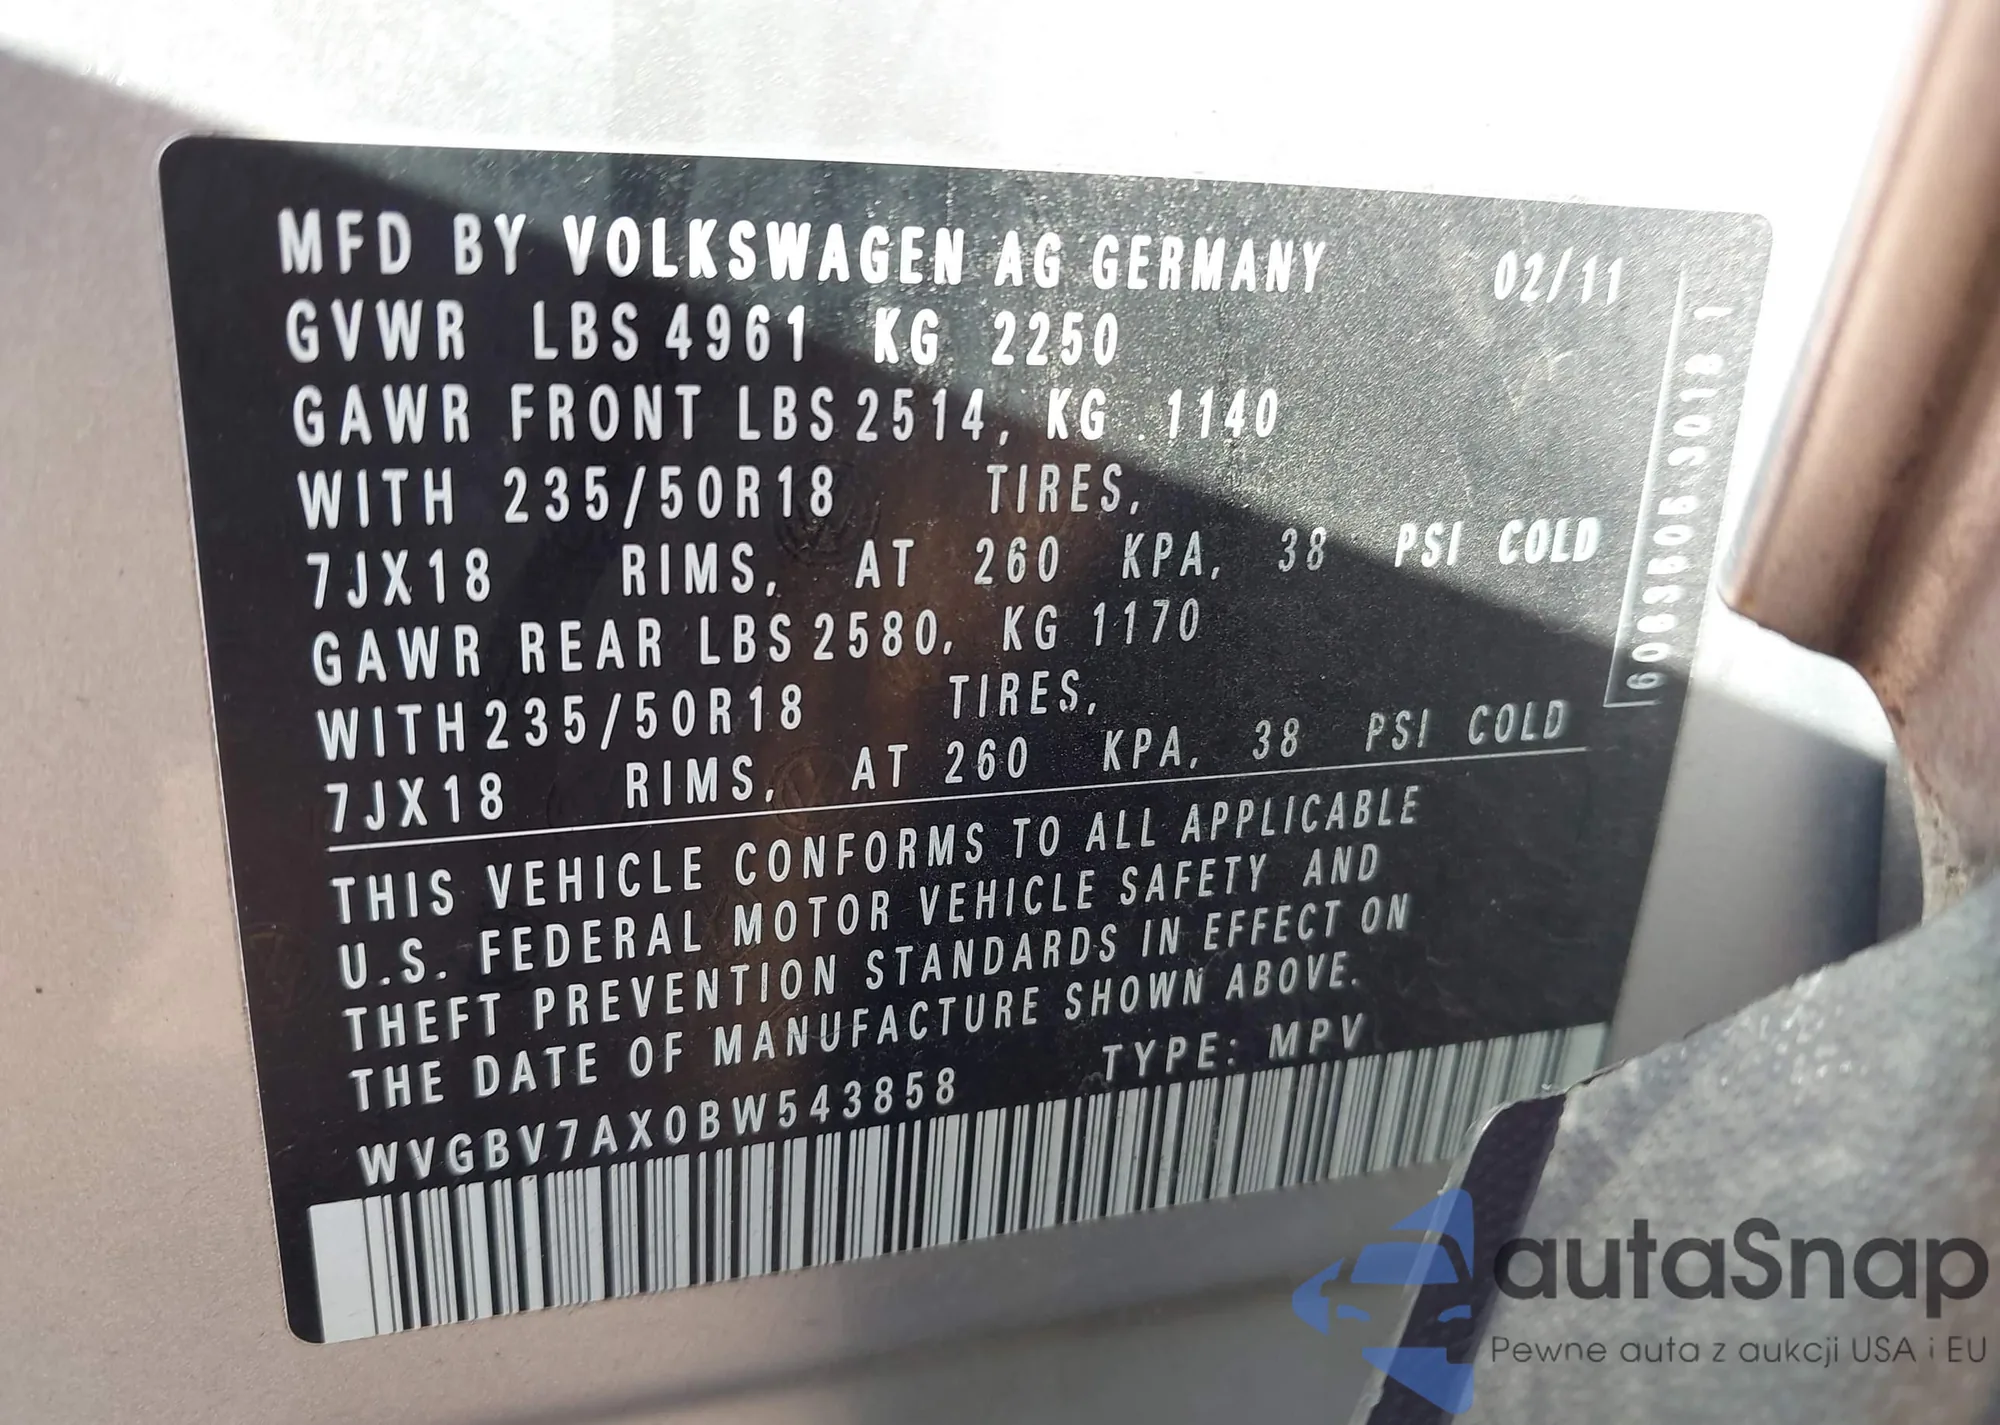 MFD BY VOLKSWAGEN AG GERMANY 02/11
GVWR LBS 4961 KG 2250
GAWR FRONT LBS 2514, KG 1140
WITH 235/50R18 TIRES,
7JX18 RIMS, AT 260 KPA, 38 PSI COLD
GAWR REAR LBS 2580, KG 1170
WITH 235/50R18 TIRES,
7JX18 RIMS, AT 260 KPA, 38 PSI COLD
THIS VEHICLE CONFORMS TO ALL APPLICABLE
U.S. FEDERAL MOTOR VEHICLE SAFETY AND
THEFT PREVENTION STANDARDS IN EFFECT ON
THE DATE OF MANUFACTURE SHOWN ABOVE.
WVGBV7AX0BW543858 TYPE: MPV
autaSnap
Pewne auta z aukcji USA i EU